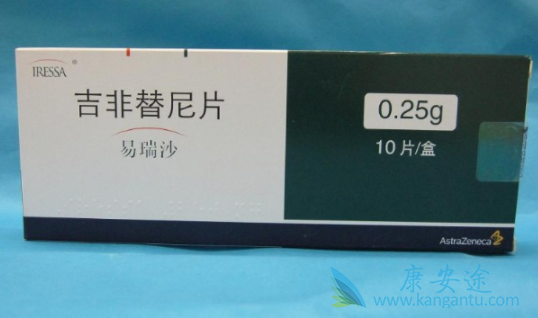 IRESSA®
吉非替尼片
易瑞沙
0.25g
10片/盒
AstraZeneca
康安途
www.kangantu.com